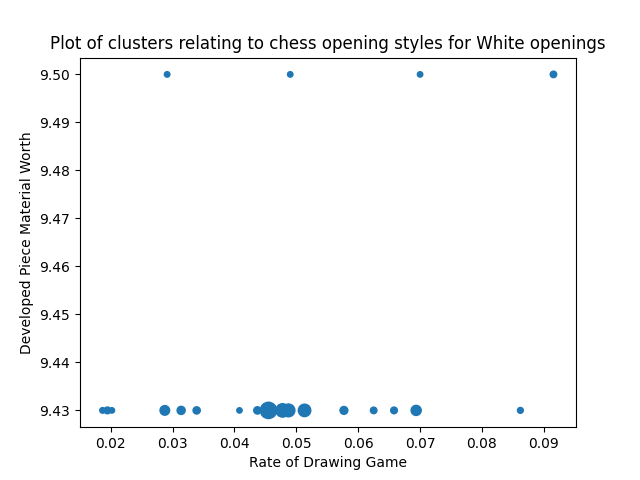 Plot of clusters relating to chess opening styles for White openings
9.50
9.49
9.48
9.47
9.46
9.45
9.44
9.43
Developed Piece Material Worth
0.02 0.03 0.04 0.05 0.06 0.07 0.08 0.09
Rate of Drawing Game